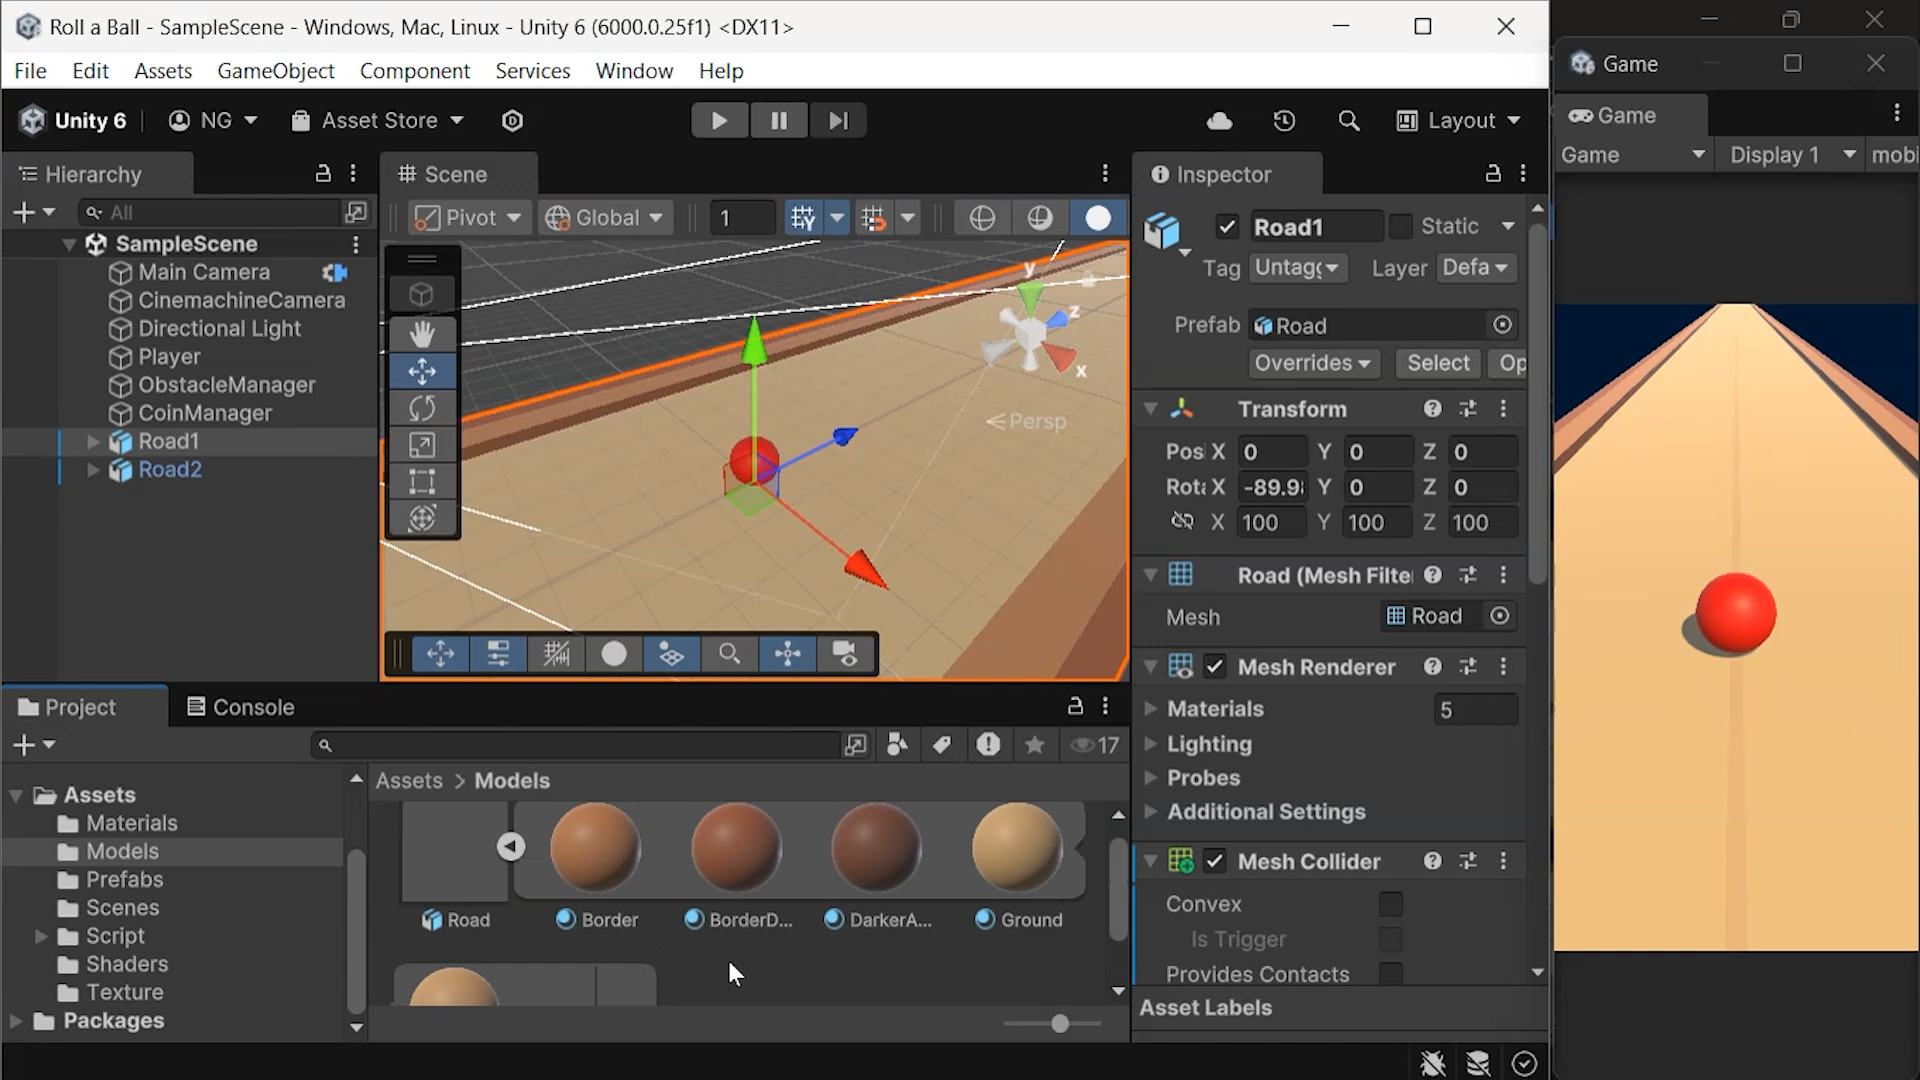 Roll a Ball - SampleScene - Windows, Mac, Linux - Unity 6 (6000.0.25f1) <DX11>
File Edit Assets GameObject Component Services Window Help
Unity 6 NG Asset Store Layout
Hierarchy
All
SampleScene
Main Camera
CinemachineCamera
Directional Light
Player
ObstacleManager
CoinManager
Road1
Road2
Scene
Pivot Global 1
y
z
x
Persp
Inspector
Road1 Static
Tag Untagg Layer Defa
Prefab Road
Overrides Select Op
Transform
Pos X 0 Y 0 Z 0
Rota X -89.98 Y 0 Z 0
X 100 Y 100 Z 100
Road (Mesh Filte
Mesh Road
Mesh Renderer
Materials 5
Lighting
Probes
Additional Settings
Mesh Collider
Convex
Is Trigger
Provides Contacts
Asset Labels
Project Console
17
Assets
Materials
Models
Prefabs
Scenes
Script
Shaders
Texture
Packages
Assets > Models
Road Border BorderD... DarkerA... Ground
Game
Game
Game Display 1 mobi